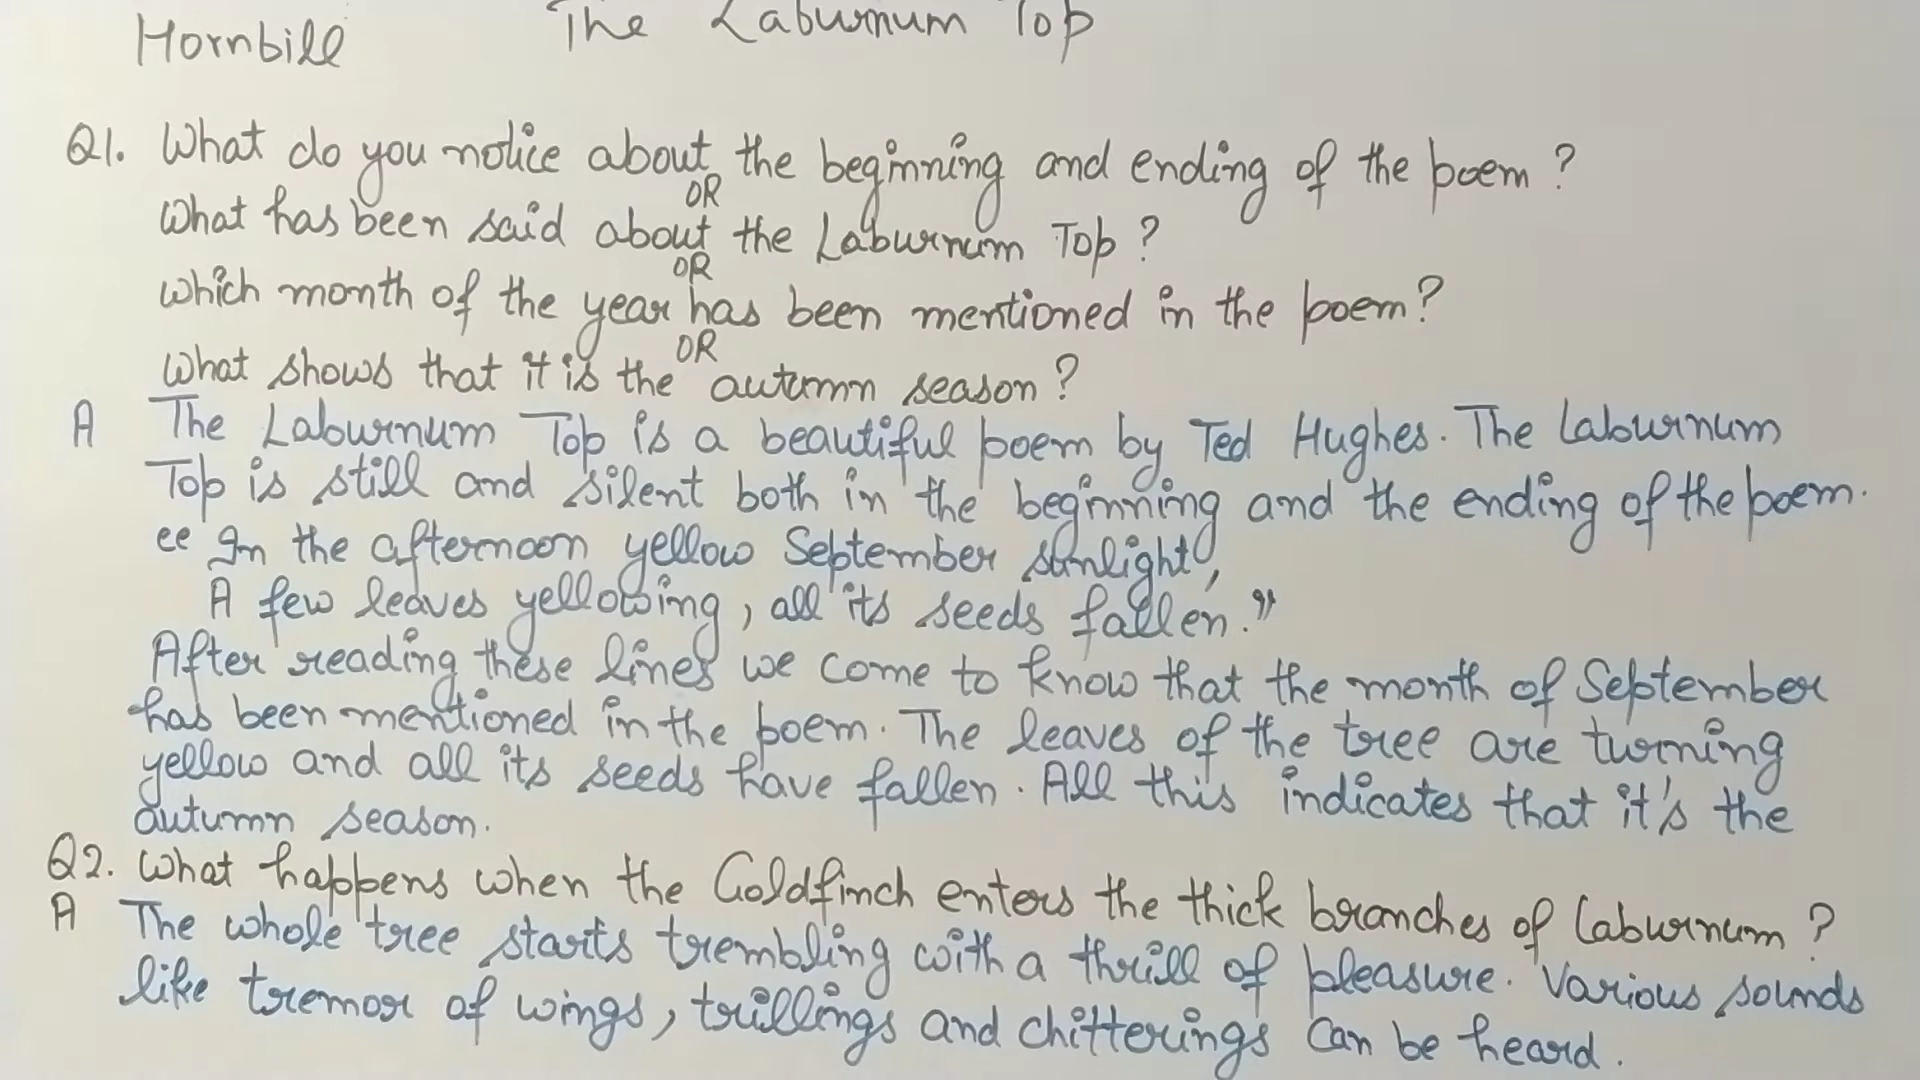 Hornbill The Laburnum Top
Q1. What do you notice about the beginning and ending of the poem?
OR
What has been said about the Laburnum Top?
OR
Which month of the year has been mentioned in the poem?
OR
What shows that it is the autumn season?
A The Laburnum Top is a beautiful poem by Ted Hughes. The Laburnum
Top is still and silent both in the beginning and the ending of the poem.
"In the afternoon yellow September sunlight,
A few leaves yellowing, all its seeds fallen."
After reading these lines we come to know that the month of September
has been mentioned in the poem. The leaves of the tree are turning
yellow and all its seeds have fallen. All this indicates that it's the
autumn season.
Q2. What happens when the Goldfinch enters the thick branches of Laburnum?
A The whole tree starts trembling with a thrill of pleasure. Various sounds
like tremor of wings, trillings and chitterings can be heard.